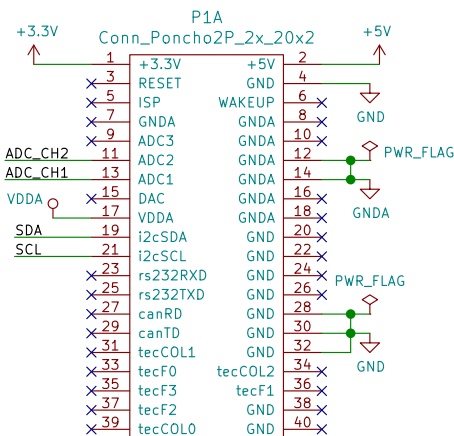 P1A
Conn_Poncho2P_2x_20x2
+3.3V
+5V
1 +3.3V +5V 2
3 RESET GND 4
GND
5 ISP WAKEUP 6
7 GNDA GNDA 8
9 ADC3 GNDA 10
ADC_CH2 11 ADC2 GNDA 12 PWR_FLAG
ADC_CH1 13 ADC1 GNDA 14
GNDA
VDDA 15 DAC GNDA 16
17 VDDA GNDA 18
SDA 19 i2cSDA GND 20
SCL 21 i2cSCL GND 22
23 rs232RXD GND 24
PWR_FLAG
25 rs232TXD GND 26
27 canRD GND 28
29 canTD GND 30
31 tecCOL1 GND 32
GND
33 tecF0 tecCOL2 34
35 tecF3 tecF1 36
37 tecF2 GND 38
39 tecCOL0 GND 40